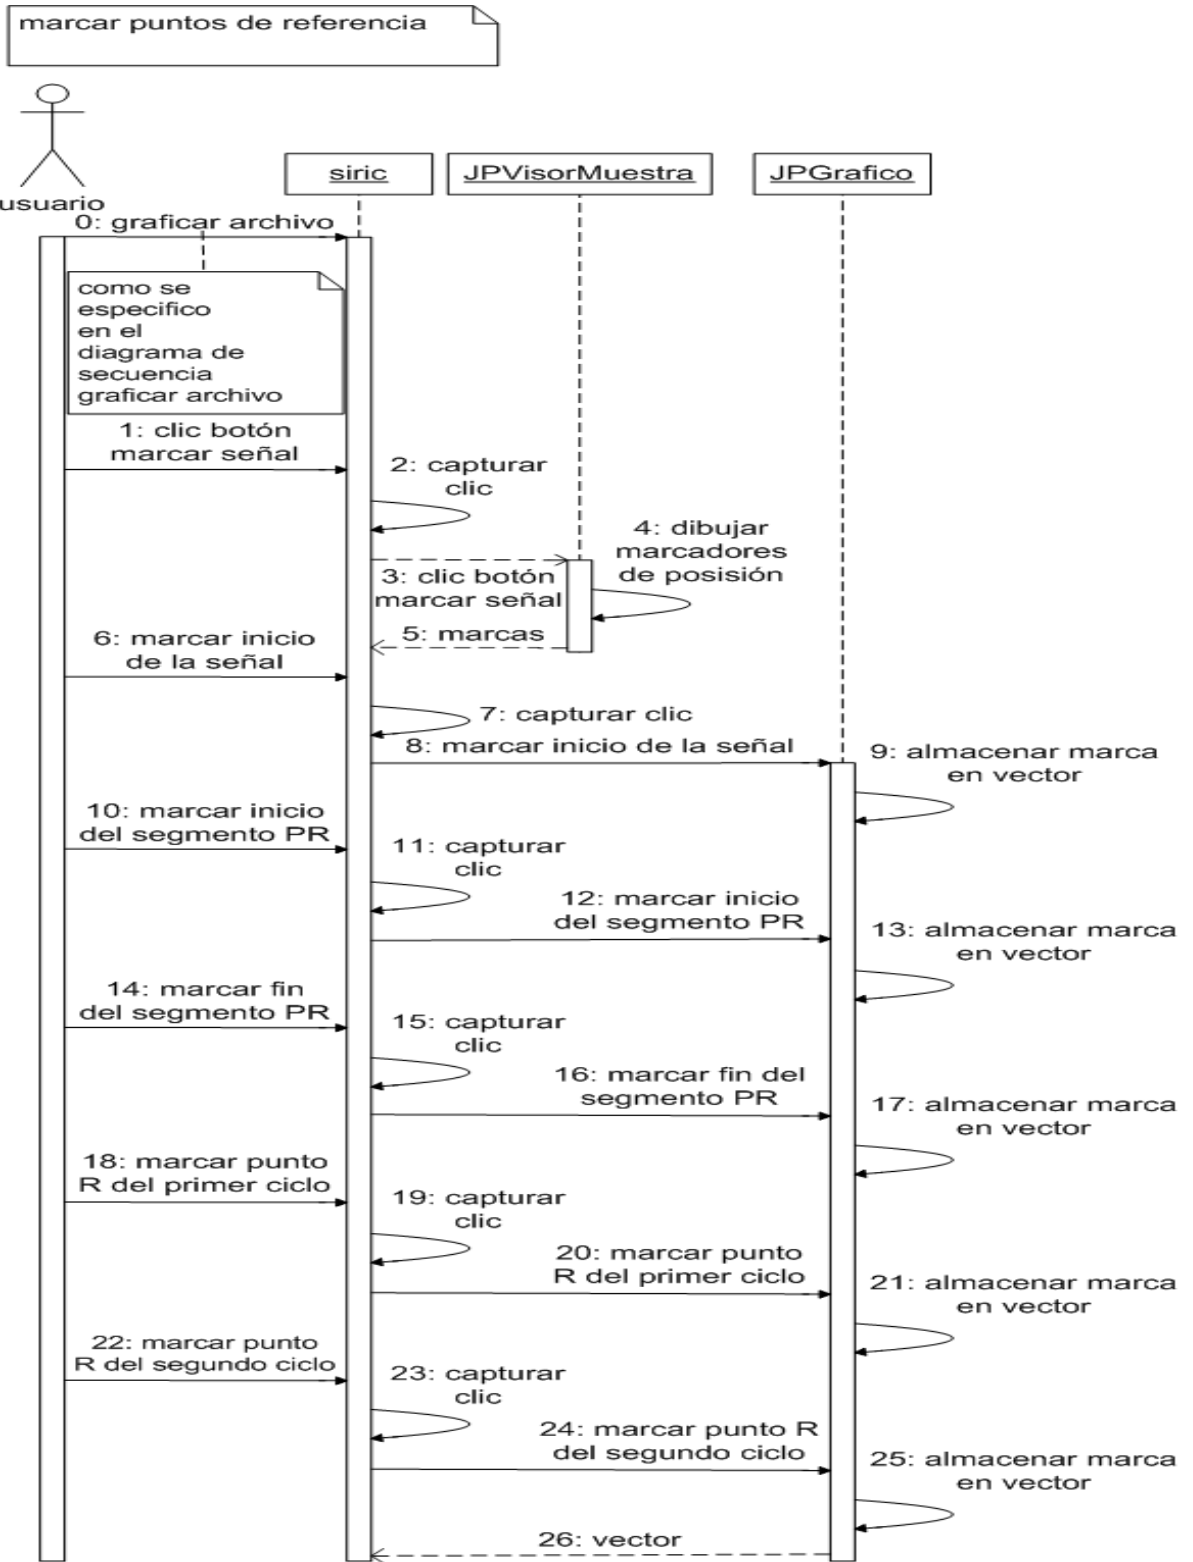 marcar puntos de referencia
usuario
siric
JPVisorMuestra
JPGrafico
0: graficar archivo
como se
especifico
en el
diagrama de
secuencia
graficar archivo
1: clic botón
marcar señal
2: capturar
clic
3: clic botón
marcar señal
4: dibujar
marcadores
de posisión
5: marcas
6: marcar inicio
de la señal
7: capturar clic
8: marcar inicio de la señal
9: almacenar marca
en vector
10: marcar inicio
del segmento PR
11: capturar
clic
12: marcar inicio
del segmento PR
13: almacenar marca
en vector
14: marcar fin
del segmento PR
15: capturar
clic
16: marcar fin del
segmento PR
17: almacenar marca
en vector
18: marcar punto
R del primer ciclo
19: capturar
clic
20: marcar punto
R del primer ciclo
21: almacenar marca
en vector
22: marcar punto
R del segundo ciclo
23: capturar
clic
24: marcar punto R
del segundo ciclo
25: almacenar marca
en vector
26: vector